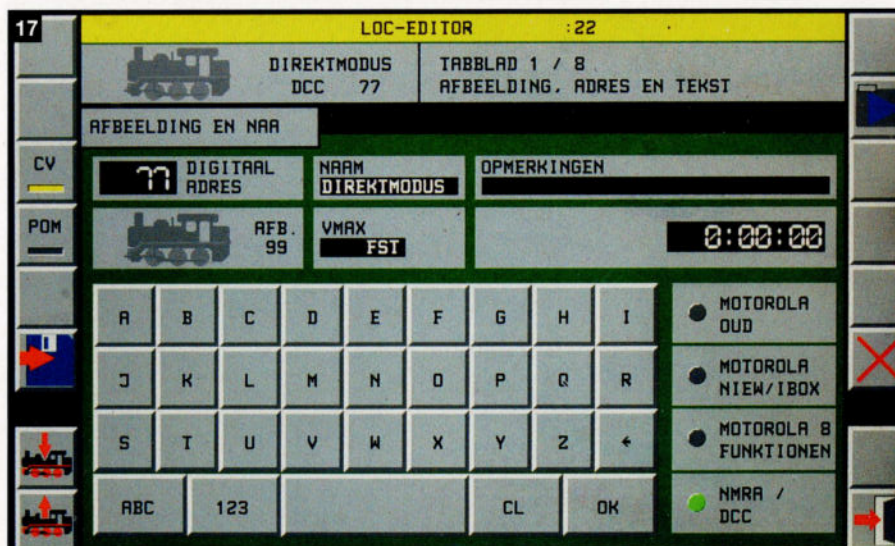 17
LOC-EDITOR :22
DIREKTMODUS
DCC 77
TABBLAD 1 / 8
AFBEELDING, ADRES EN TEKST
AFBEELDING EN NAA
CV
POM
77 DIGITAAL
ADRES
NAAM
DIREKTMODUS
OPMERKINGEN
AFB.
99
VMAX
FST
0:00:00
A B C D E F G H I
J K L M N O P Q R
S T U V W X Y Z ←
ABC 123 CL OK
MOTOROLA
OUD
MOTOROLA
NIEW/IBOX
MOTOROLA 8
FUNKTIONEN
NMRA /
DCC